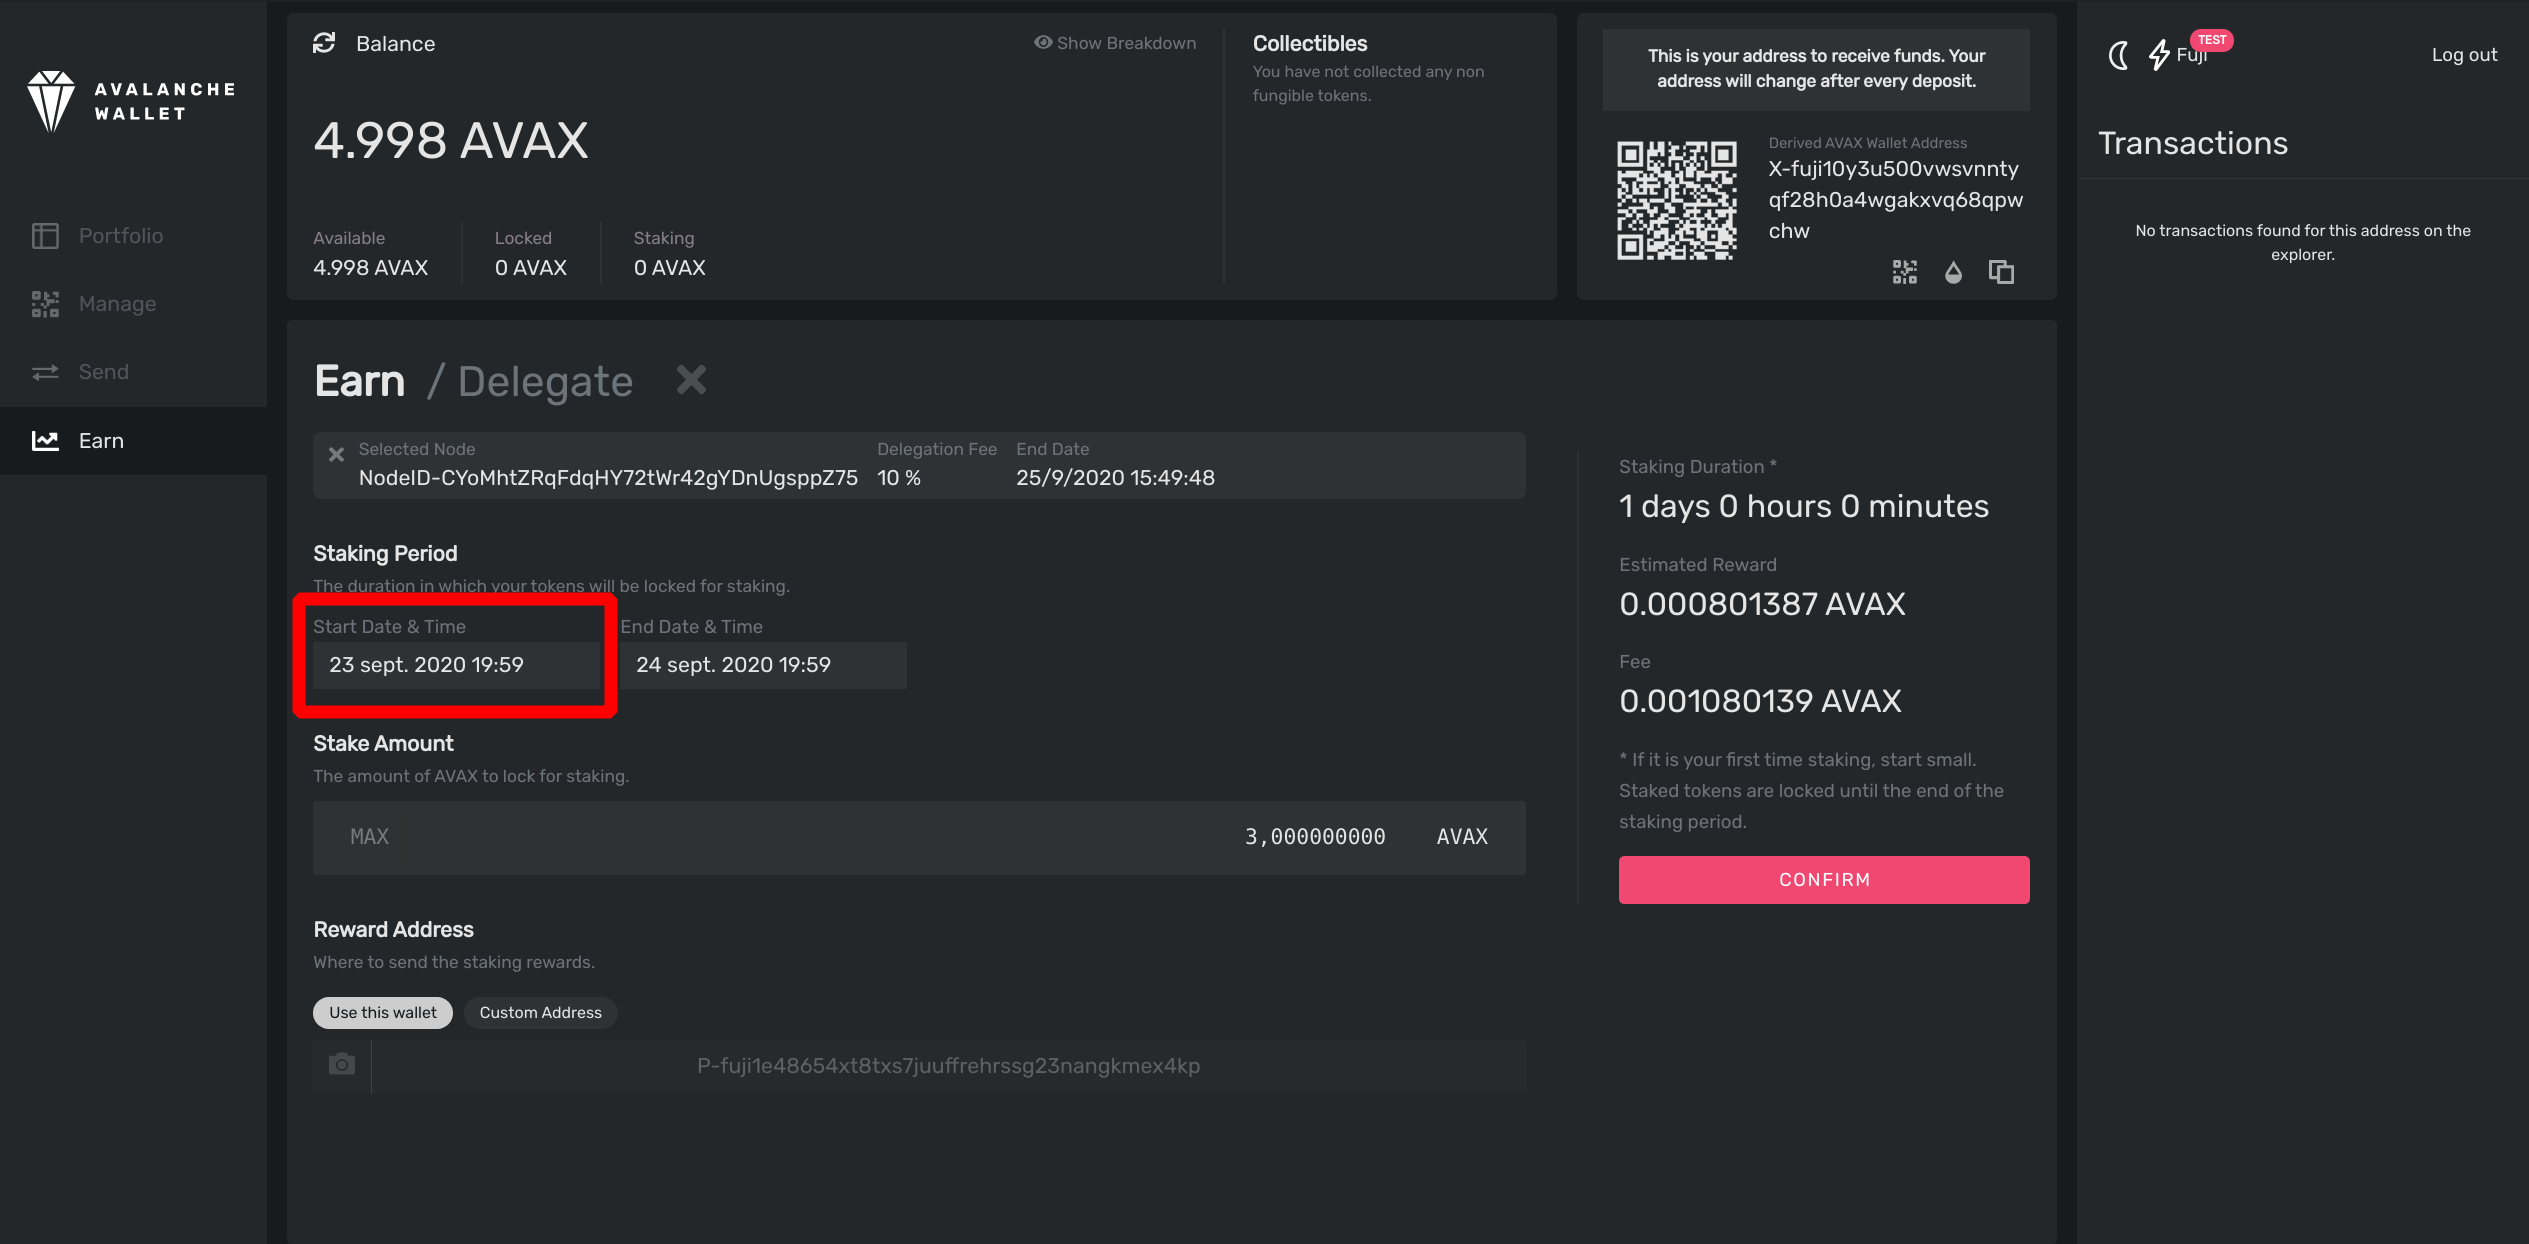 AVALANCHE
WALLET
Portfolio
Manage
Send
Earn
Balance
Show Breakdown
4.998 AVAX
Available
4.998 AVAX
Locked
0 AVAX
Staking
0 AVAX
Collectibles
You have not collected any non
fungible tokens.
This is your address to receive funds. Your
address will change after every deposit.
Derived AVAX Wallet Address
X-fuji10y3u500vwsvnnty
qf28h0a4wgakxvq68qpw
chw
Earn / Delegate
Selected Node
NodeID-CYoMhtZRqFdqHY72tWr42gYDnUgsppZ75
Delegation Fee
10 %
End Date
25/9/2020 15:49:48
Staking Period
The duration in which your tokens will be locked for staking.
Start Date & Time
23 sept. 2020 19:59
End Date & Time
24 sept. 2020 19:59
Stake Amount
The amount of AVAX to lock for staking.
MAX 3,000000000 AVAX
Reward Address
Where to send the staking rewards.
Use this wallet
Custom Address
P-fuji1e48654xt8txs7juuffrehrssg23nangkmex4kp
Staking Duration *
1 days 0 hours 0 minutes
Estimated Reward
0.000801387 AVAX
Fee
0.001080139 AVAX
* If it is your first time staking, start small.
Staked tokens are locked until the end of the
staking period.
CONFIRM
Fuji
TEST
Log out
Transactions
No transactions found for this address on the
explorer.